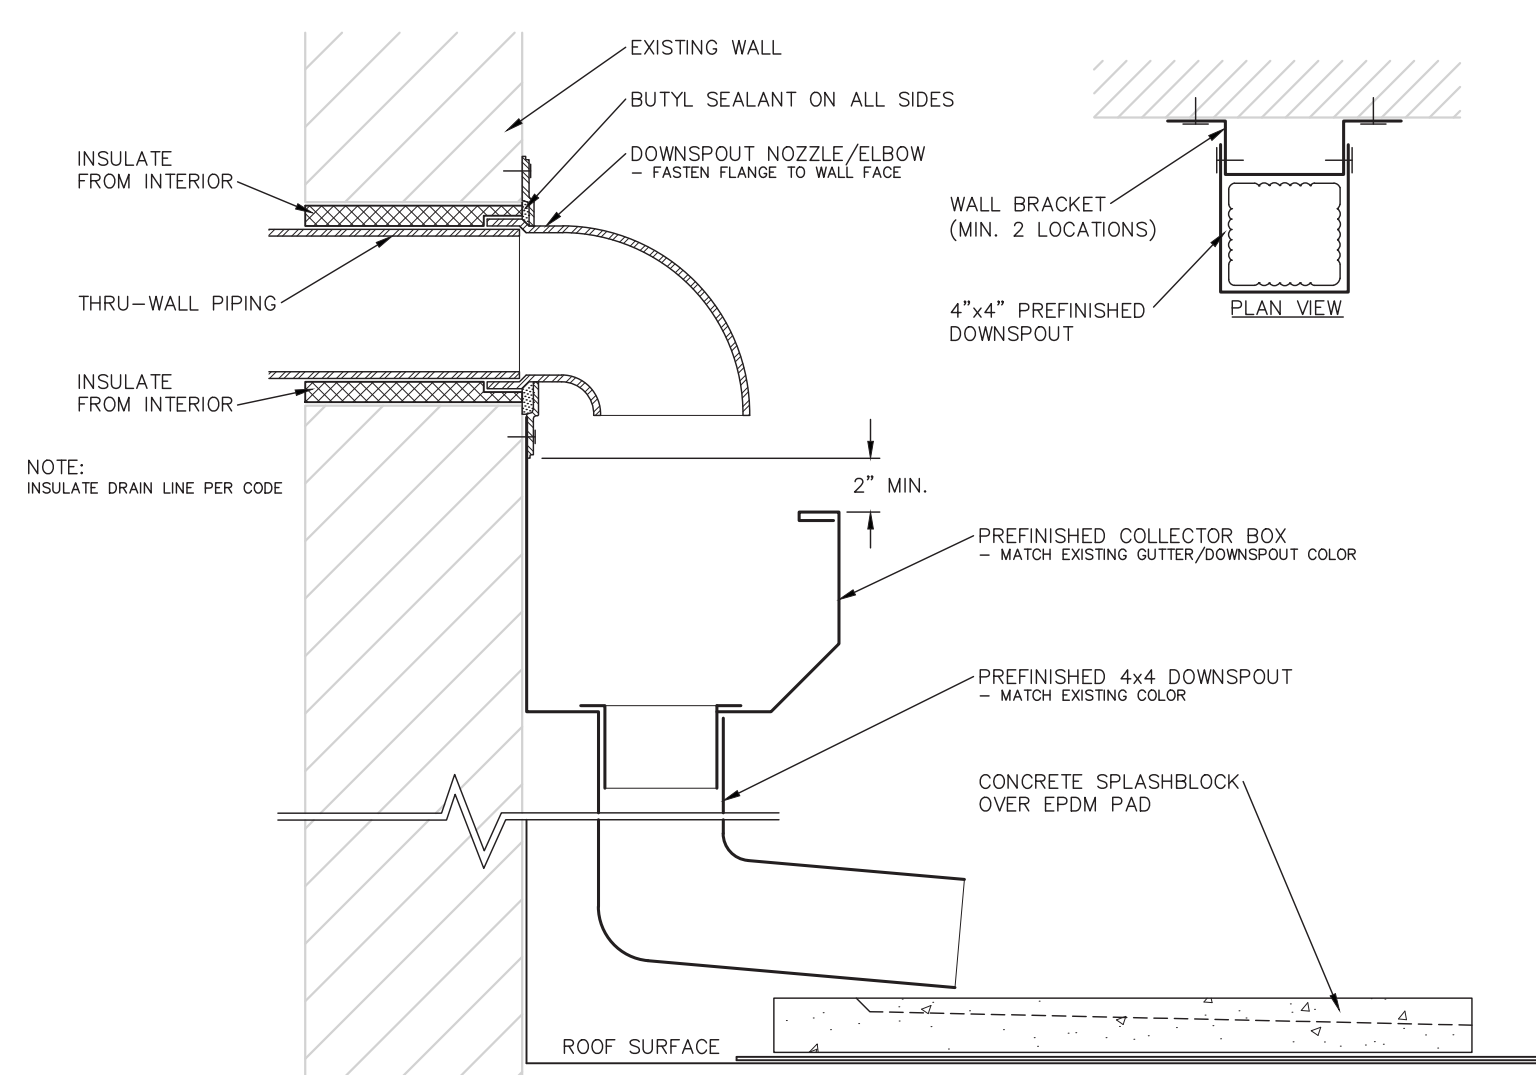 EXISTING WALL
BUTYL SEALANT ON ALL SIDES
DOWNSPOUT NOZZLE/ELBOW
- FASTEN FLANGE TO WALL FACE
INSULATE
FROM INTERIOR
THRU-WALL PIPING
INSULATE
FROM INTERIOR
NOTE:
INSULATE DRAIN LINE PER CODE
WALL BRACKET
(MIN. 2 LOCATIONS)
4"x4" PREFINISHED
DOWNSPOUT
PLAN VIEW
2" MIN.
PREFINISHED COLLECTOR BOX
- MATCH EXISTING GUTTER/DOWNSPOUT COLOR
PREFINISHED 4x4 DOWNSPOUT
- MATCH EXISTING COLOR
CONCRETE SPLASHBLOCK
OVER EPDM PAD
ROOF SURFACE